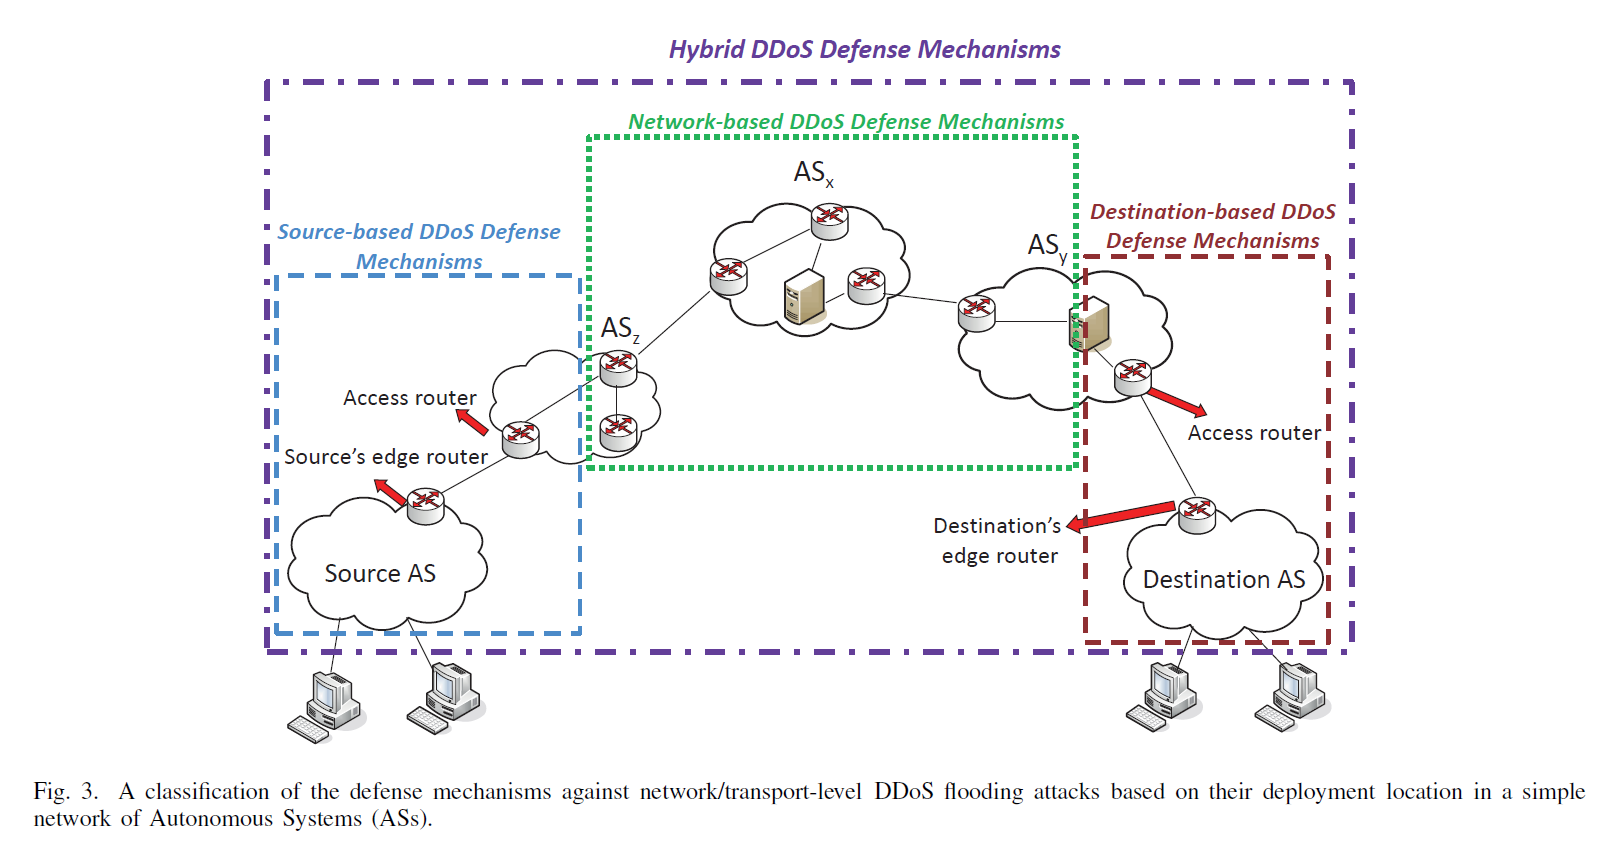 Hybrid DDoS Defense Mechanisms
Network-based DDoS Defense Mechanisms
ASx
Source-based DDoS Defense
Mechanisms
Destination-based DDoS
Defense Mechanisms
ASy
ASz
Access router
Source’s edge router
Access router
Destination’s
edge router
Source AS
Destination AS
Fig. 3. A classification of the defense mechanisms against network/transport-level DDoS flooding attacks based on their deployment location in a simple
network of Autonomous Systems (ASs).